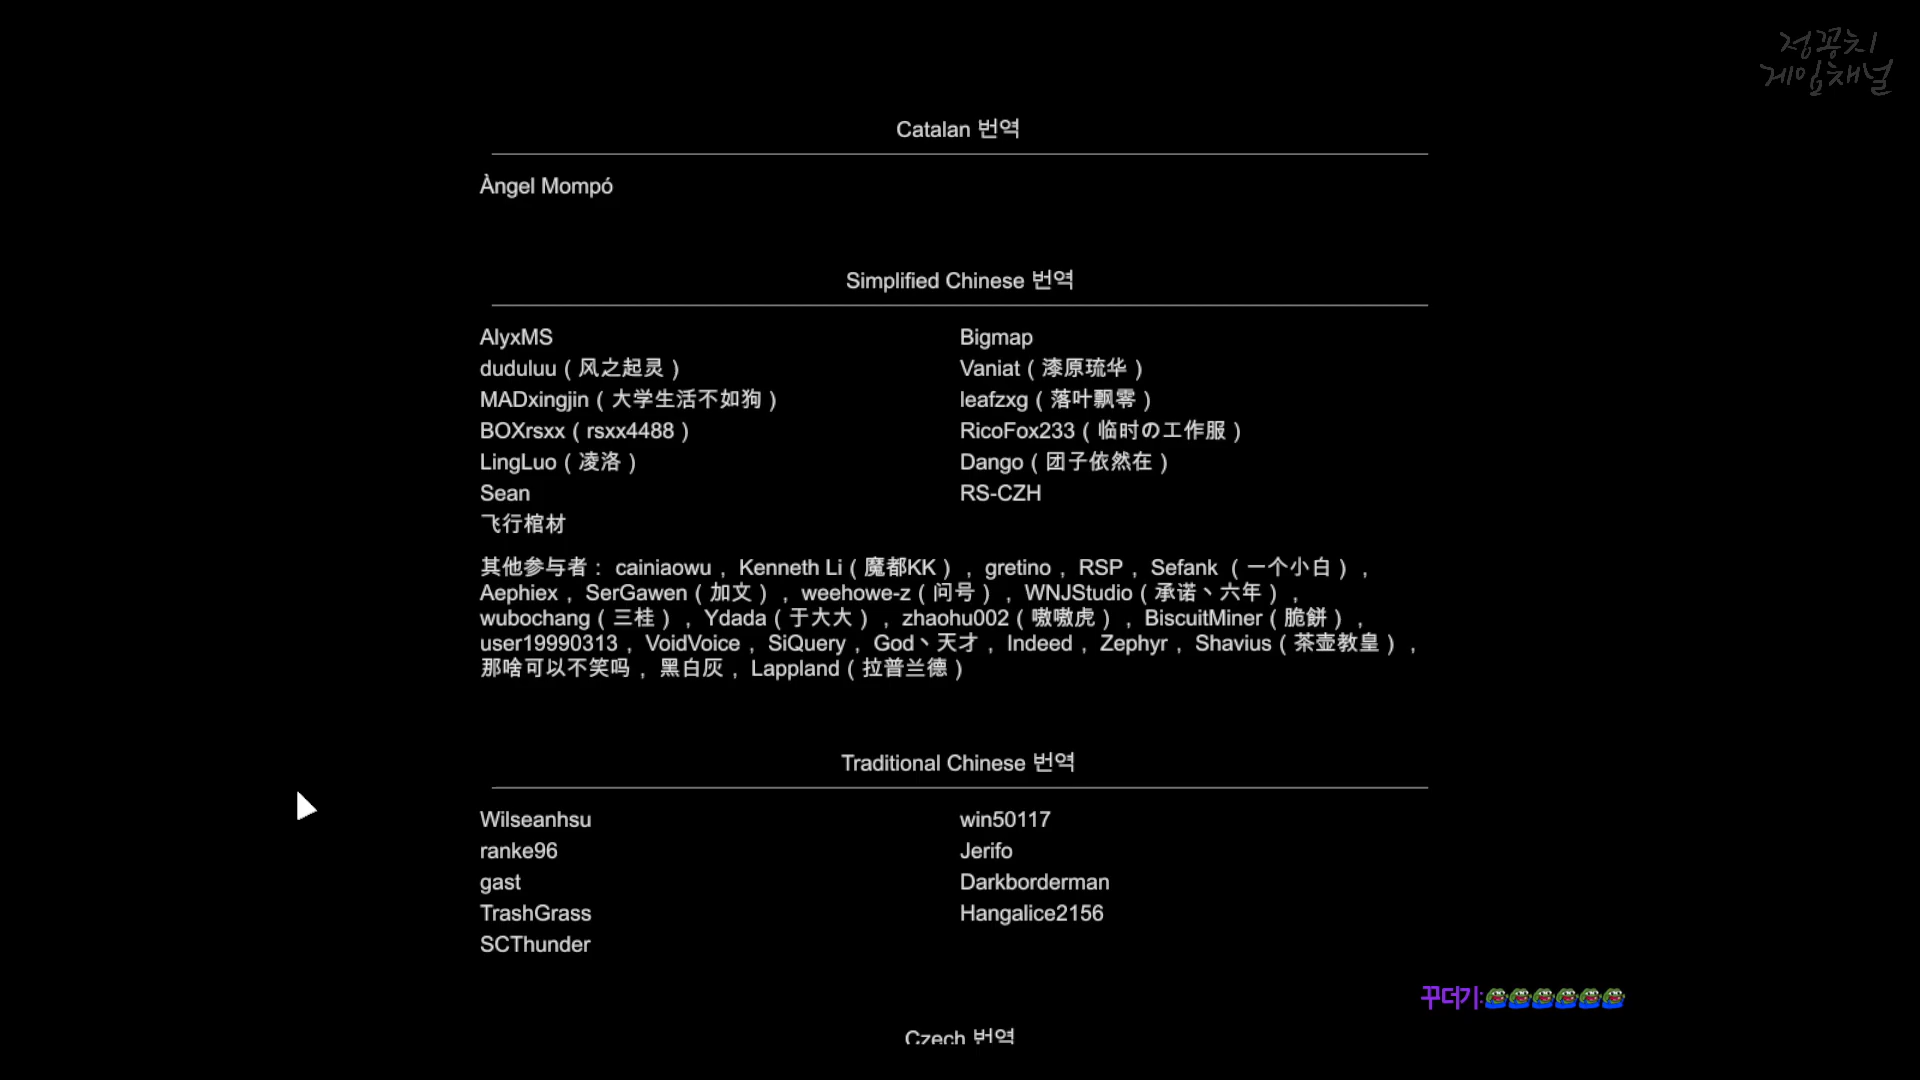 정콩치
게임채널
Catalan 번역
Àngel Mompó
Simplified Chinese 번역
AlyxMS
Bigmap
duduluu ( 风之起灵 )
Vaniat ( 漆原琉华 )
MADxingjin ( 大学生活不如狗 )
leafzxg ( 落叶飘零 )
BOXrsxx ( rsxx4488 )
RicoFox233 ( 临时の工作服 )
LingLuo ( 凌洛 )
Dango ( 团子依然在 )
Sean
RS-CZH
飞行棺材
其他参与者： cainiaowu， Kenneth Li ( 魔都KK )， gretino， RSP， Sefank （一个小白）,
Aephiex， SerGawen ( 加文 )， weehowe-z ( 问号 )， WNJStudio ( 承诺丶六年 )，
wubochang ( 三桂 )， Ydada ( 于大大 )， zhaohu002 ( 嗷嗷虎 )， BiscuitMiner ( 脆餅 )，
user19990313， VoidVoice， SiQuery， God丶天才， Indeed， Zephyr， Shavius ( 茶壶教皇 )，
那啥可以不笑吗， 黑白灰， Lappland ( 拉普兰德 )
Traditional Chinese 번역
Wilseanhsu
win50117
ranke96
Jerifo
gast
Darkborderman
TrashGrass
Hangalice2156
SCThunder
꾸더기:
Czech 번역